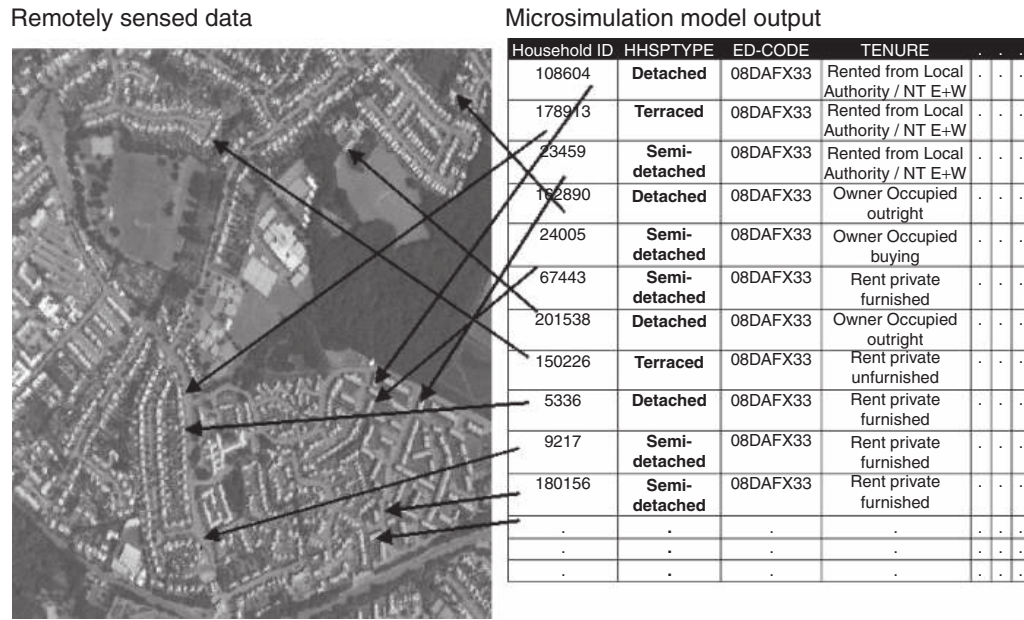 Remotely sensed data
Microsimulation model output
Household ID HHSPTYPE ED-CODE TENURE . . .
108604 Detached 08DAFX33 Rented from Local . . .
Authority / NT E+W
178913 Terraced 08DAFX33 Rented from Local . . .
Authority / NT E+W
23459 Semi- 08DAFX33 Rented from Local . . .
detached Authority / NT E+W
162890 Detached 08DAFX33 Owner Occupied . . .
outright
24005 Semi- 08DAFX33 Owner Occupied . . .
detached buying
67443 Semi- 08DAFX33 Rent private . . .
detached furnished
201538 Detached 08DAFX33 Owner Occupied . . .
outright
150226 Terraced 08DAFX33 Rent private . . .
unfurnished
5336 Detached 08DAFX33 Rent private . . .
furnished
9217 Semi- 08DAFX33 Rent private . . .
detached furnished
180156 Semi- 08DAFX33 Rent private . . .
detached furnished
. . . . . . .
. . . . . . .
. . . . . . .